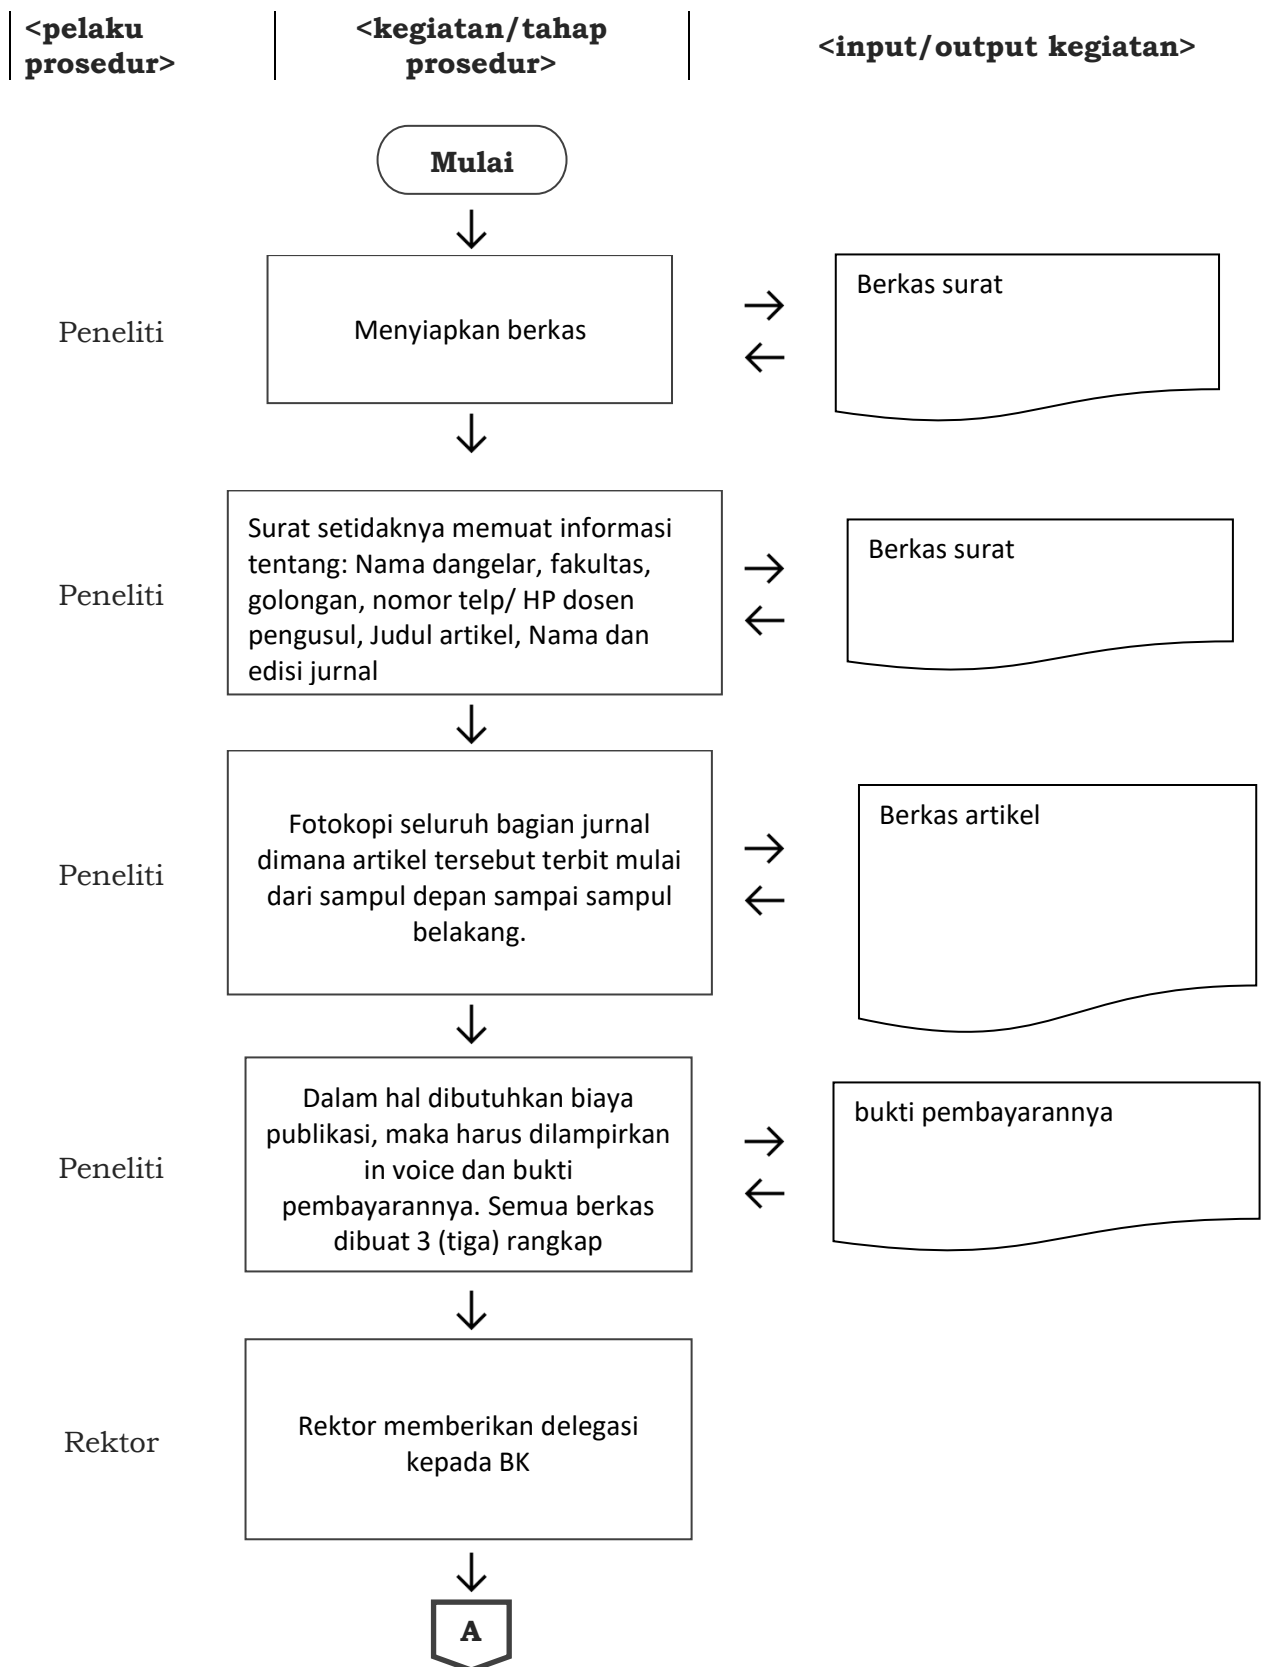 <pelaku
prosedur>
<kegiatan/tahap
prosedur>
<input/output kegiatan>
Mulai
Peneliti
Menyiapkan berkas
Berkas surat
Peneliti
Surat setidaknya memuat informasi
tentang: Nama dangelar, fakultas,
golongan, nomor telp/ HP dosen
pengusul, Judul artikel, Nama dan
edisi jurnal
Berkas surat
Peneliti
Fotokopi seluruh bagian jurnal
dimana artikel tersebut terbit mulai
dari sampul depan sampai sampul
belakang.
Berkas artikel
Peneliti
Dalam hal dibutuhkan biaya
publikasi, maka harus dilampirkan
in voice dan bukti
pembayarannya. Semua berkas
dibuat 3 (tiga) rangkap
bukti pembayarannya
Rektor
Rektor memberikan delegasi
kepada BK
A